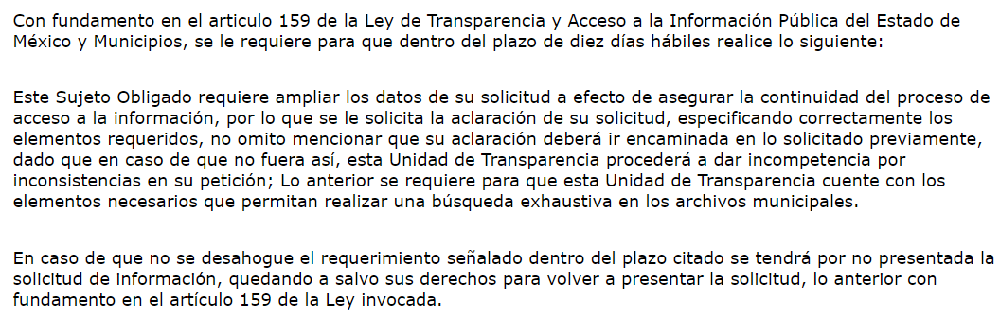 Con fundamento en el articulo 159 de la Ley de Transparencia y Acceso a la Información Pública del Estado de
México y Municipios, se le requiere para que dentro del plazo de diez días hábiles realice lo siguiente:
Este Sujeto Obligado requiere ampliar los datos de su solicitud a efecto de asegurar la continuidad del proceso de
acceso a la información, por lo que se le solicita la aclaración de su solicitud, especificando correctamente los
elementos requeridos, no omito mencionar que su aclaración deberá ir encaminada en lo solicitado previamente,
dado que en caso de que no fuera así, esta Unidad de Transparencia procederá a dar incompetencia por
inconsistencias en su petición; Lo anterior se requiere para que esta Unidad de Transparencia cuente con los
elementos necesarios que permitan realizar una búsqueda exhaustiva en los archivos municipales.
En caso de que no se desahogue el requerimiento señalado dentro del plazo citado se tendrá por no presentada la
solicitud de información, quedando a salvo sus derechos para volver a presentar la solicitud, lo anterior con
fundamento en el artículo 159 de la Ley invocada.